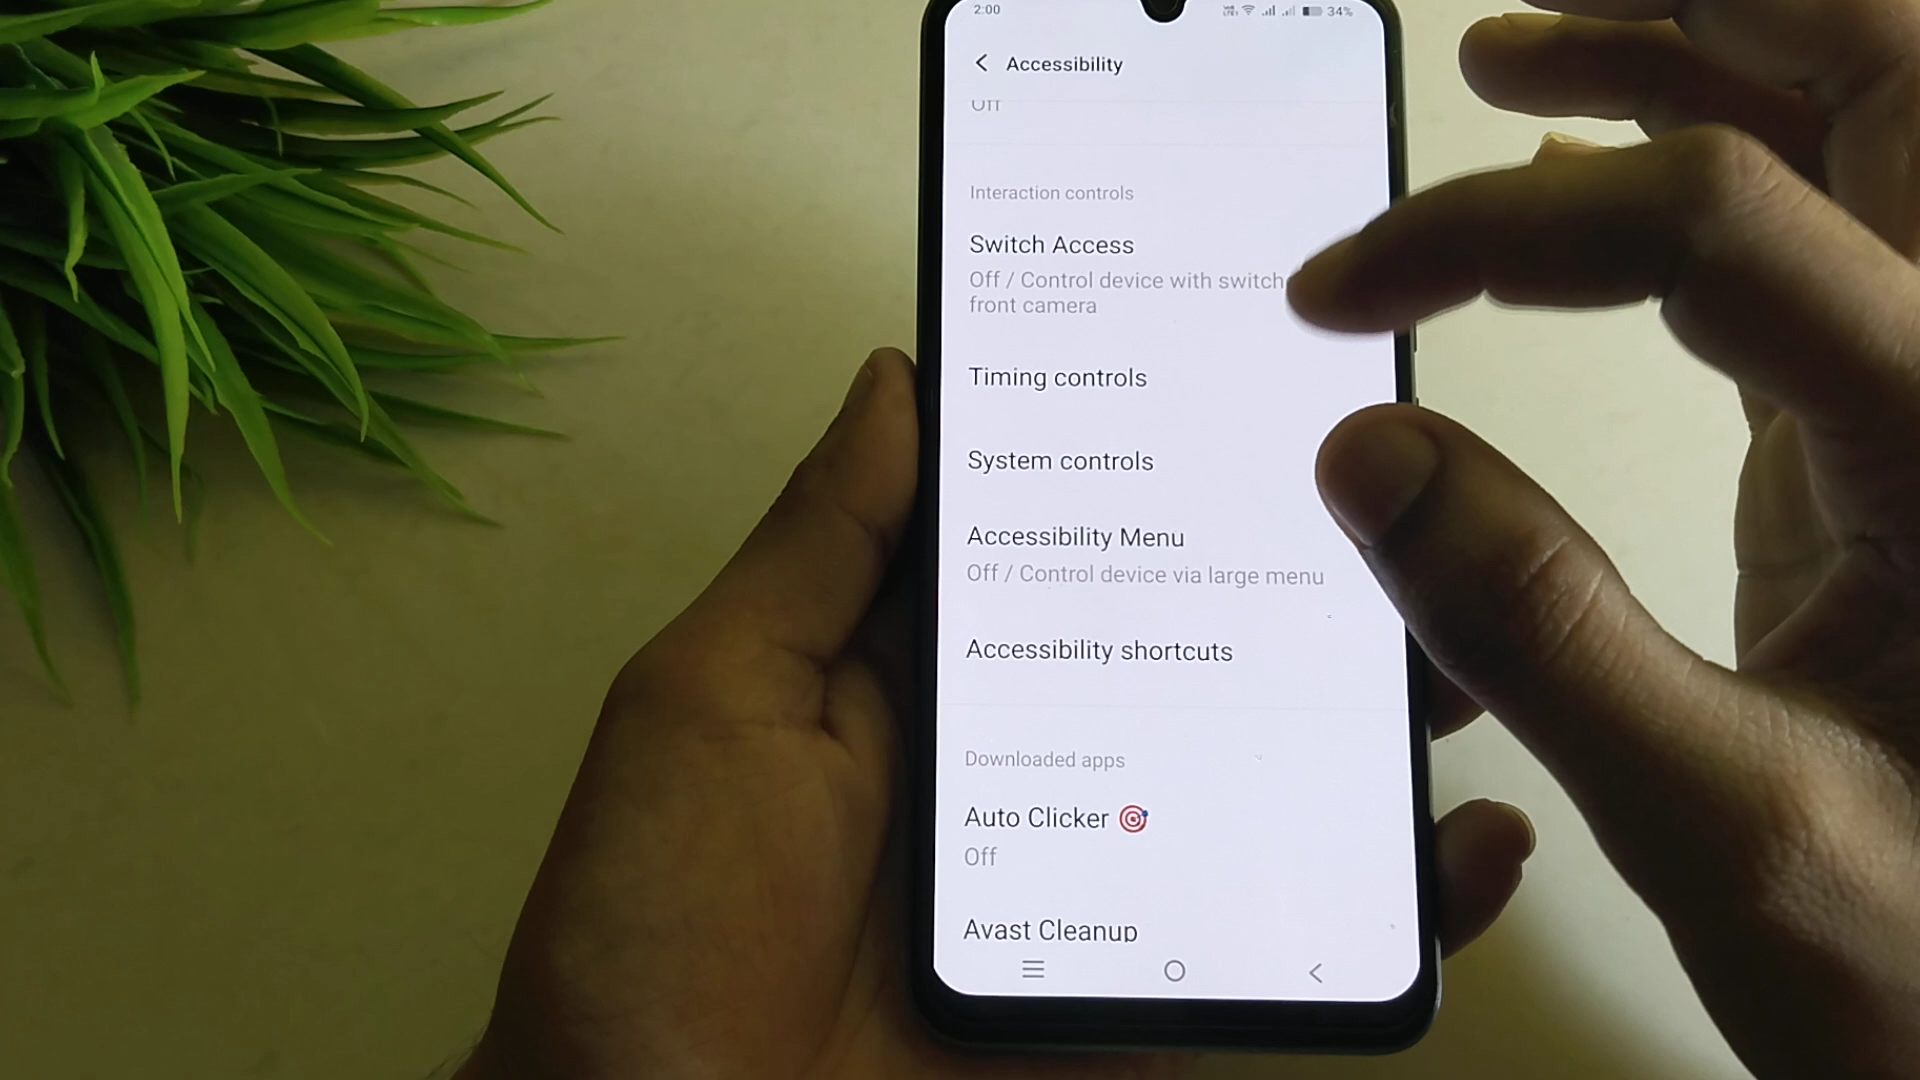 2:00
34%
Accessibility
Off
Interaction controls
Switch Access
Off / Control device with switch
front camera
Timing controls
System controls
Accessibility Menu
Off / Control device via large menu
Accessibility shortcuts
Downloaded apps
Auto Clicker
Off
Avast Cleanup